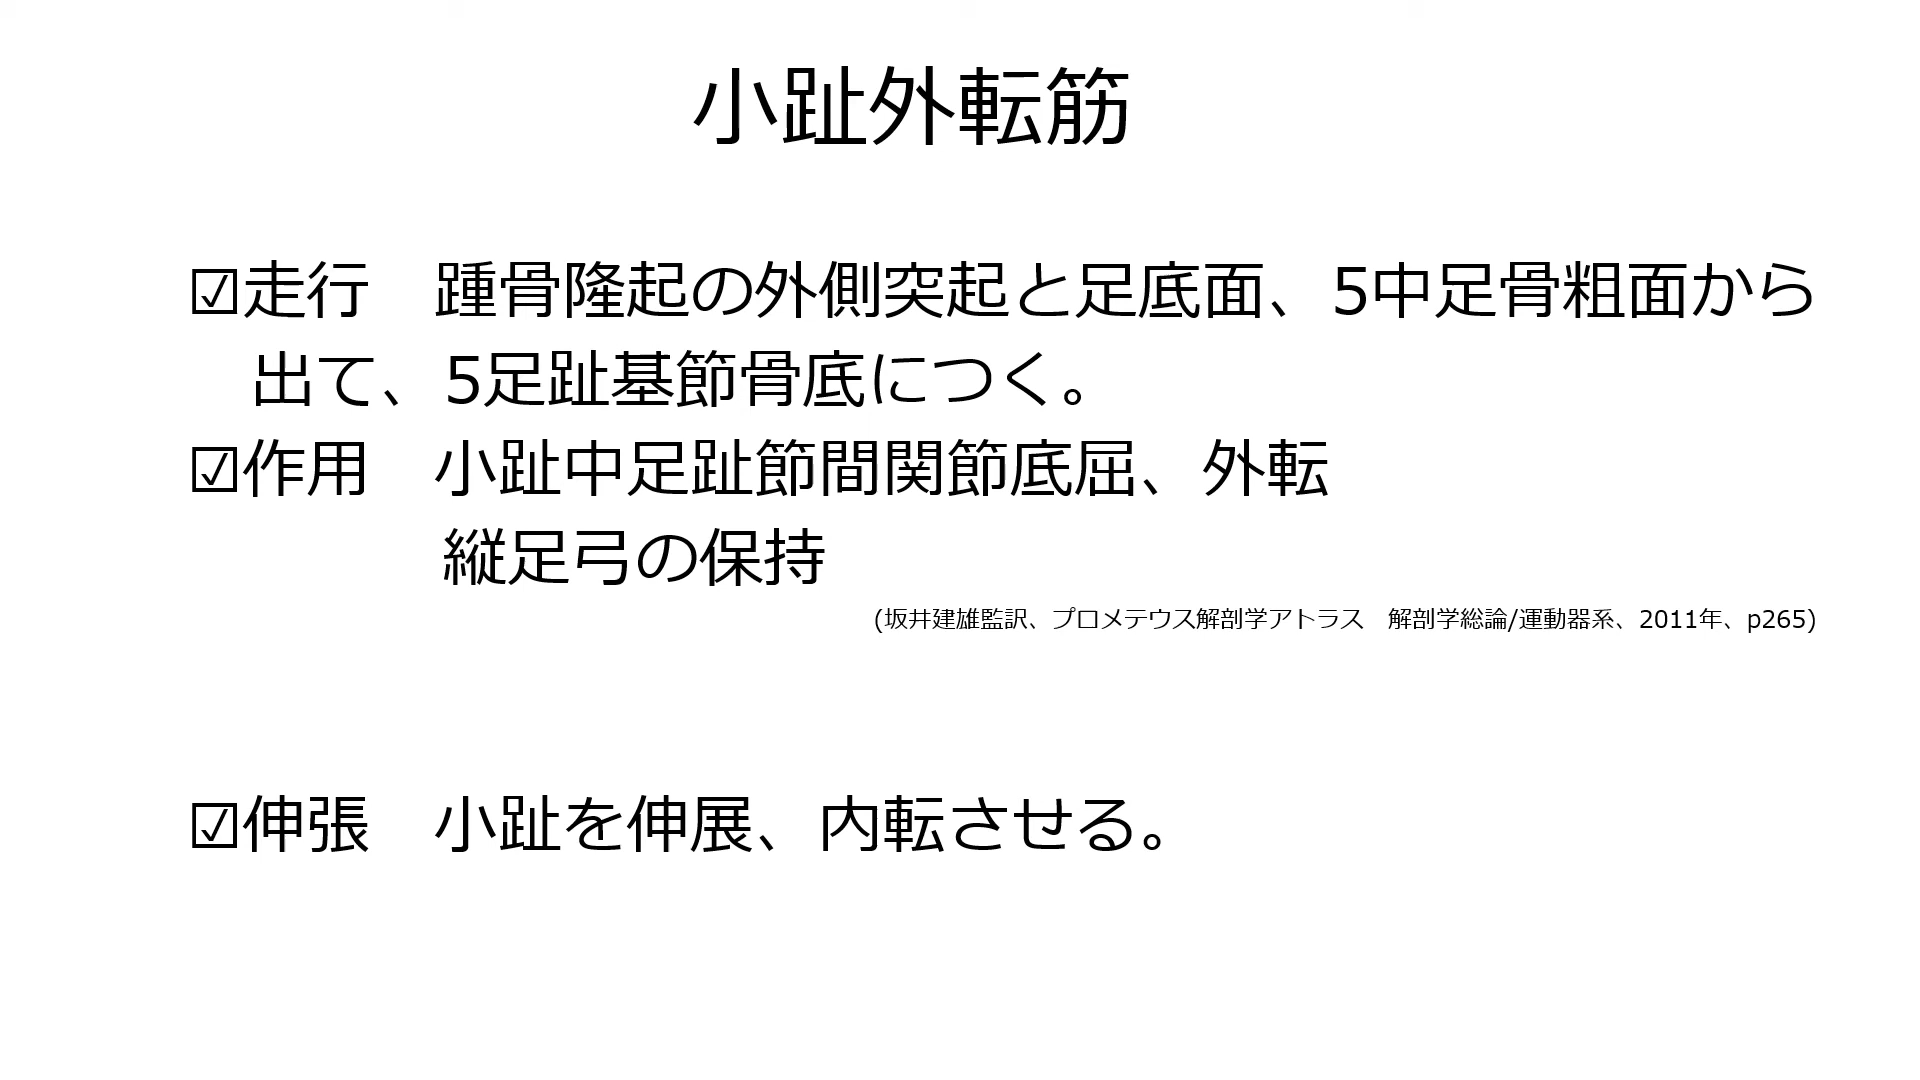 小趾外転筋
☑走行　踵骨隆起の外側突起と足底面、5中足骨粗面から
出て、5足趾基節骨底につく。
☑作用　小趾中足趾節間関節底屈、外転
縦足弓の保持
(坂井建雄監訳、プロメテウス解剖学アトラス　解剖学総論/運動器系、2011年、p265)
☑伸張　小趾を伸展、内転させる。